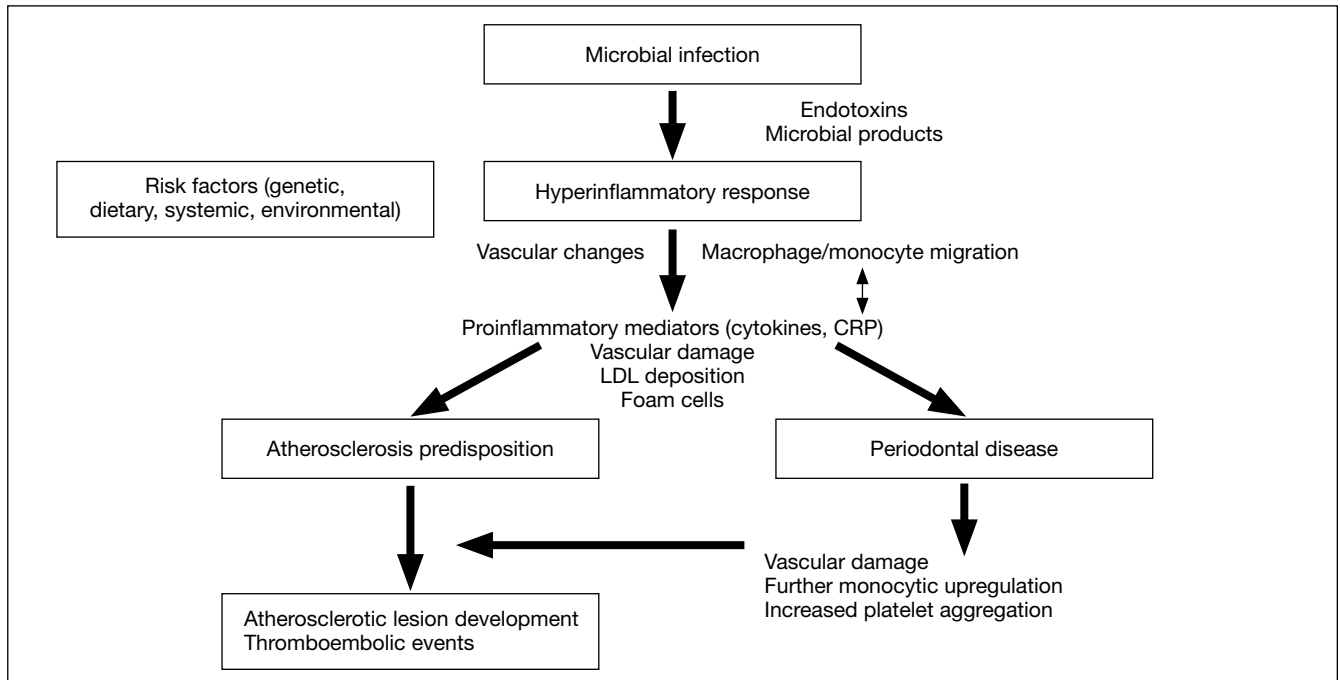 Microbial infection
Endotoxins
Microbial products
Risk factors (genetic,
dietary, systemic, environmental)
Hyperinflammatory response
Vascular changes
Macrophage/monocyte migration
Proinflammatory mediators (cytokines, CRP)
Vascular damage
LDL deposition
Foam cells
Atherosclerosis predisposition
Periodontal disease
Vascular damage
Further monocytic upregulation
Increased platelet aggregation
Atherosclerotic lesion development
Thromboembolic events